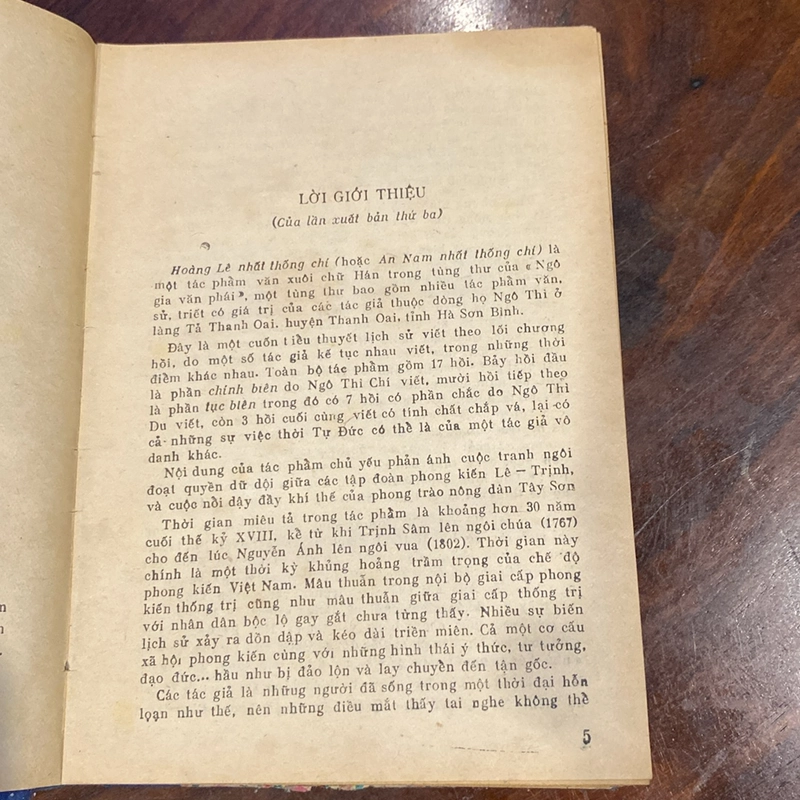 LỜI GIỚI THIỆU
(Của lần xuất bản thứ ba)
Hoàng Lê nhất thống chí (hoặc An Nam nhất thống chí) là
một tác phẩm văn xuôi chữ Hán trong tùng thư của « Ngô
gia văn phái », một tùng thư bao gồm nhiều tác phẩm văn,
sử, triết có giá trị của các tác giả thuộc dòng họ Ngô Thì ở
làng Tả Thanh Oai, huyện Thanh Oai, tỉnh Hà Sơn Bình.
Đây là một cuốn tiểu thuyết lịch sử viết theo lối chương
hồi, do một số tác giả kế tục nhau viết, trong những thời
điểm khác nhau. Toàn bộ tác phẩm gồm 17 hồi. Bảy hồi đầu
là phần chính biên do Ngô Thì Chí viết, mười hồi tiếp theo
là phần tục biên trong đó có 7 hồi có phần chắc do Ngô Thì
Du viết, còn 3 hồi cuối cùng viết có tính chất chắp vá, lại có
cả những sự việc thời Tự Đức có thể là của một tác giả vô
danh khác.
Nội dung của tác phẩm chủ yếu phản ánh cuộc tranh ngôi
đoạt quyền dữ dội giữa các tập đoàn phong kiến Lê — Trịnh,
và cuộc nổi dậy đầy khí thế của phong trào nông dân Tây Sơn
Thời gian miêu tả trong tác phẩm là khoảng hơn 30 năm
cuối thế kỷ XVIII, kể từ khi Trịnh Sâm lên ngôi chúa (1767)
cho đến lúc Nguyễn Ánh lên ngôi vua (1802). Thời gian này
chính là một thời kỳ khủng hoảng trầm trọng của chế độ
phong kiến Việt Nam. Mâu thuẫn trong nội bộ giai cấp phong
kiến thống trị cũng như mâu thuẫn giữa giai cấp thống trị
với nhân dân bộc lộ gay gắt chưa từng thấy. Nhiều sự biến
lịch sử xảy ra dồn dập và kéo dài triền miên. Cả một cơ cấu
xã hội phong kiến cùng với những hình thái ý thức, tư tưởng,
đạo đức... hầu như bị đảo lộn và lay chuyển đến tận gốc.
Các tác giả là những người đã sống trong một thời đại hỗn
loạn như thế, nên những điều mắt thấy tai nghe không thể
5